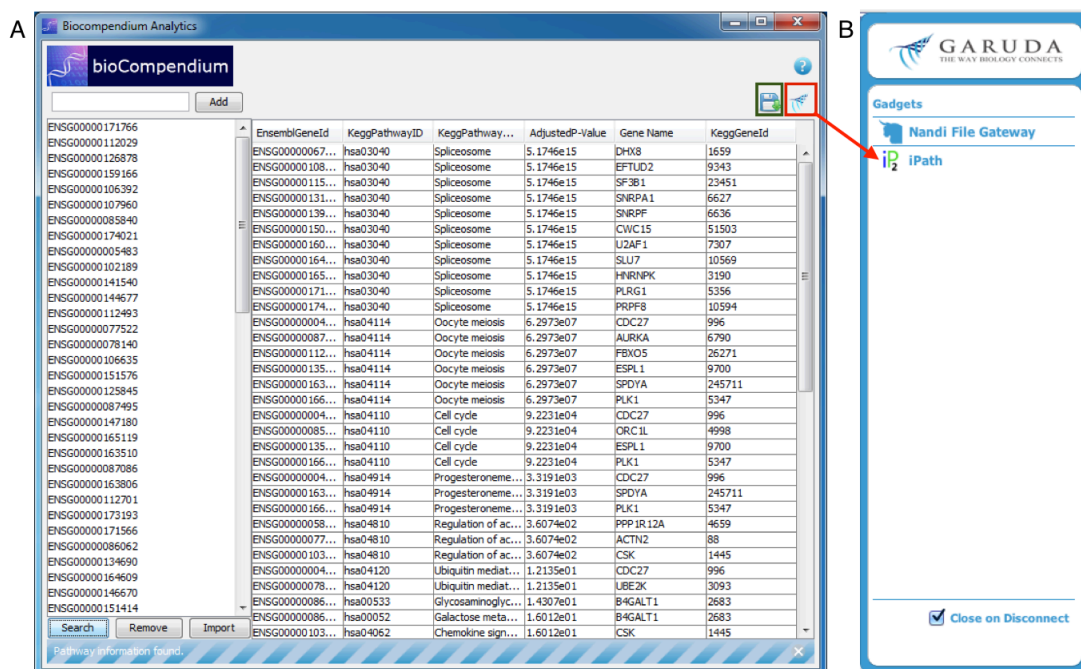 A
Biocompendium Analytics
B
bioCompendium
GARUDA
THE WAY BIOLOGY CONNECTS
Add
Gadgets
Nandi File Gateway
iP2 iPath
ENSG00000171766
ENSG00000112029
ENSG00000126878
ENSG00000159166
ENSG00000106392
ENSG00000107960
ENSG00000085840
ENSG00000174021
ENSG00000005483
ENSG00000102189
ENSG00000141540
ENSG00000144677
ENSG00000112493
ENSG00000077522
ENSG00000078140
ENSG00000106635
ENSG00000151576
ENSG00000125845
ENSG00000087495
ENSG00000147180
ENSG00000165119
ENSG00000163510
ENSG00000087086
ENSG00000163806
ENSG00000112701
ENSG00000173193
ENSG00000171566
ENSG00000086062
ENSG00000134690
ENSG00000164609
ENSG00000146670
ENSG00000151414
EnsemblGeneId KeggPathwayID KeggPathway... AdjustedP-Value Gene Name KeggGeneId
ENSG00000067... hsa03040 Spliceosome 5.1746e15 DHX8 1659
ENSG00000108... hsa03040 Spliceosome 5.1746e15 EFTUD2 9343
ENSG00000115... hsa03040 Spliceosome 5.1746e15 SF3B1 23451
ENSG00000131... hsa03040 Spliceosome 5.1746e15 SNRPA1 6627
ENSG00000139... hsa03040 Spliceosome 5.1746e15 SNRPF 6636
ENSG00000150... hsa03040 Spliceosome 5.1746e15 CWC15 51503
ENSG00000160... hsa03040 Spliceosome 5.1746e15 U2AF1 7307
ENSG00000164... hsa03040 Spliceosome 5.1746e15 SLU7 10569
ENSG00000165... hsa03040 Spliceosome 5.1746e15 HNRNPK 3190
ENSG00000171... hsa03040 Spliceosome 5.1746e15 PLRG1 5356
ENSG00000174... hsa03040 Spliceosome 5.1746e15 PRPF8 10594
ENSG00000004... hsa04114 Oocyte meiosis 6.2973e07 CDC27 996
ENSG00000087... hsa04114 Oocyte meiosis 6.2973e07 AURKA 6790
ENSG00000112... hsa04114 Oocyte meiosis 6.2973e07 FBXO5 26271
ENSG00000135... hsa04114 Oocyte meiosis 6.2973e07 ESPL1 9700
ENSG00000163... hsa04114 Oocyte meiosis 6.2973e07 SPDYA 245711
ENSG00000166... hsa04114 Oocyte meiosis 6.2973e07 PLK1 5347
ENSG00000004... hsa04110 Cell cycle 9.2231e04 CDC27 996
ENSG00000085... hsa04110 Cell cycle 9.2231e04 ORC1L 4998
ENSG00000135... hsa04110 Cell cycle 9.2231e04 ESPL1 9700
ENSG00000166... hsa04110 Cell cycle 9.2231e04 PLK1 5347
ENSG00000004... hsa04914 Progesteroneme... 3.3191e03 CDC27 996
ENSG00000163... hsa04914 Progesteroneme... 3.3191e03 SPDYA 245711
ENSG00000166... hsa04914 Progesteroneme... 3.3191e03 PLK1 5347
ENSG00000058... hsa04810 Regulation of ac... 3.6074e02 PPP1R12A 4659
ENSG00000077... hsa04810 Regulation of ac... 3.6074e02 ACTN2 88
ENSG00000103... hsa04810 Regulation of ac... 3.6074e02 CSK 1445
ENSG00000004... hsa04120 Ubiquitin mediat... 1.2135e01 CDC27 996
ENSG00000078... hsa04120 Ubiquitin mediat... 1.2135e01 UBE2K 3093
ENSG00000086... hsa00533 Glycosaminoglyc... 1.4307e01 B4GALT1 2683
ENSG00000086... hsa00052 Galactose meta... 1.6012e01 B4GALT1 2683
ENSG00000103... hsa04062 Chemokine sign... 1.6012e01 CSK 1445
Search Remove Import
Close on Disconnect
Pathway information found.